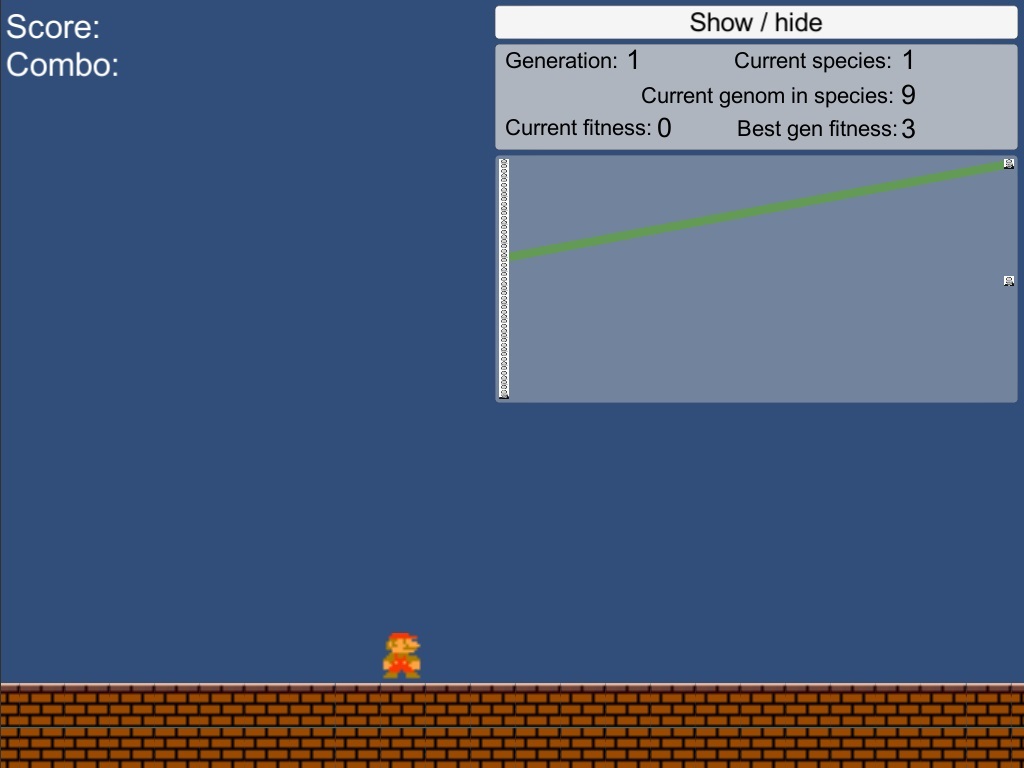 Score:
Combo:
Show / hide
Generation: 1 Current species: 1
Current genom in species: 9
Current fitness: 0 Best gen fitness: 3